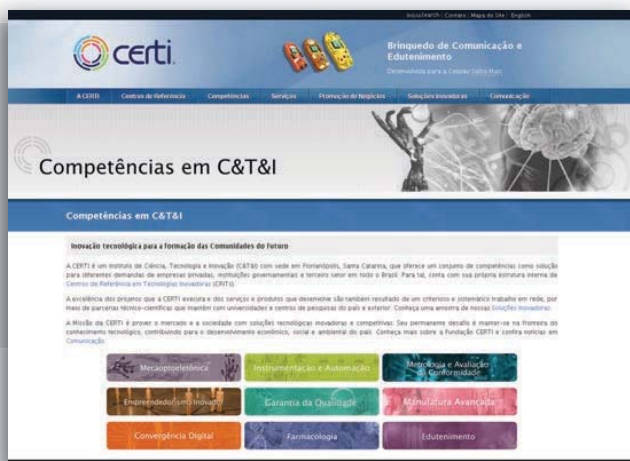 Início | Search | Contato | Mapa do Site | English
certi
Brinquedo de Comunicação e
Edutenimento
Desenvolvido para a Cetpras Saiba Mais
A CERTI Centros de Referência Competências Serviços Promoção de Negócios Soluções Inovadoras Comunicação
Competências em C&T&I
Competências em C&T&I
Inovação tecnológica para a formação das Comunidades do Futuro
A CERTI é um Instituto de Ciência, Tecnologia e Inovação (C&T&I) com sede em Florianópolis, Santa Catarina, que oferece um conjunto de competências como solução
para diferentes demandas de empresas privadas, instituições governamentais e terceiro setor em todo o Brasil. Para tal, conta com sua própria estrutura interna de
Centros de Referência em Tecnologias Inovadoras (CRITs).
A excelência dos projetos que a CERTI executa e dos serviços e produtos que desenvolve são também resultado de um criterioso e sistemático trabalho em rede, por
meio de parcerias técnico-científicas que mantém com universidades e centros de pesquisas do país e exterior. Conheça uma amostra de nossas Soluções Inovadoras
A Missão da CERTI é prover o mercado e a sociedade com soluções tecnológicas inovadoras e competitivas. Seu permanente desafio é manter-se na fronteira do
conhecimento tecnológico, contribuindo para o desenvolvimento econômico, social e ambiental do país. Conheça mais sobre a Fundação CERTI e confira notícias em
Comunicação.
Mecaoptoeletônica Instrumentação e Automação Metrologia e Avaliação
da Conformidade
Empreendedorismo Inovador Garantia da Qualidade Manufatura Avançada
Convergência Digital Farmacologia Edutenimento